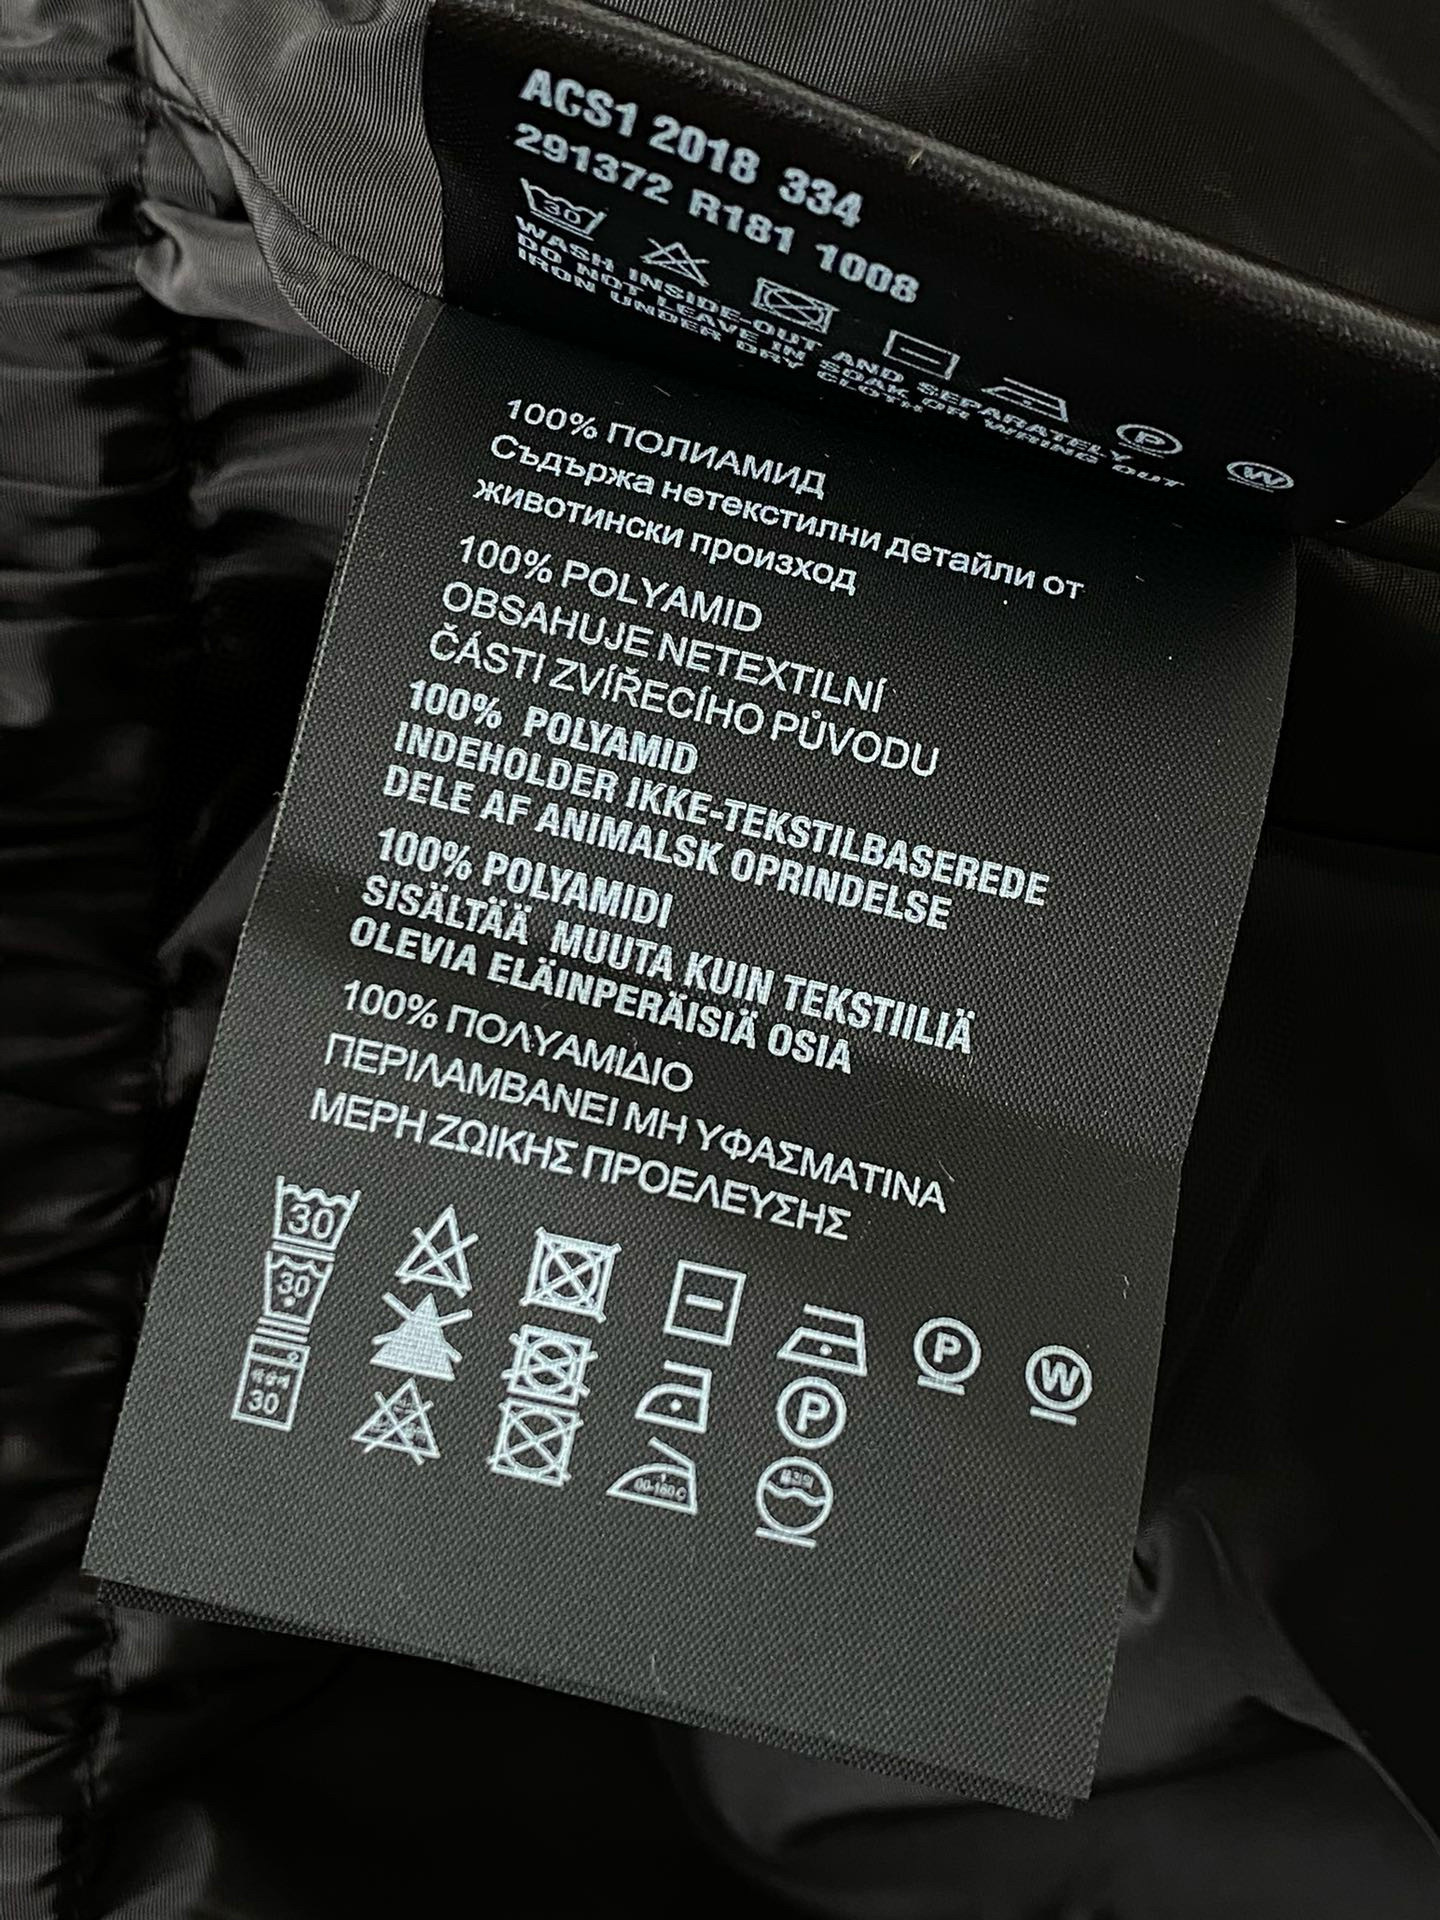 ACS1 2018 334
291372 R181 1008
30
WASH INSIDE-OUT AND SEPARATELY
DO NOT LEAVE IN SOAK OR WRING OUT
IRON UNDER DRY CLOTH
P
W
100% ПОЛИАМИД
Съдържа нетекстилни детайли от
животински произход
100% POLYAMID
OBSAHUJE NETEXTILNÍ
ČÁSTI ZVÍŘECÍHO PŮVODU
100% POLYAMID
INDEHOLDER IKKE-TEKSTILBASEREDE
DELE AF ANIMALSK OPRINDELSE
100% POLYAMIDI
SISÄLTÄÄ MUUTA KUIN TEKSTIILIÄ
OLEVIA ELÄINPERÄISIÄ OSIA
100% ΠΟΛΥΑΜΙΔΙΟ
ΠΕΡΙΛΑΜΒΑΝΕΙ ΜΗ ΥΦΑΣΜΑΤΙΝΑ
ΜΕΡΗ ΖΩΙΚΗΣ ΠΡΟΕΛΕΥΣΗΣ
30
P
W
30
P
30